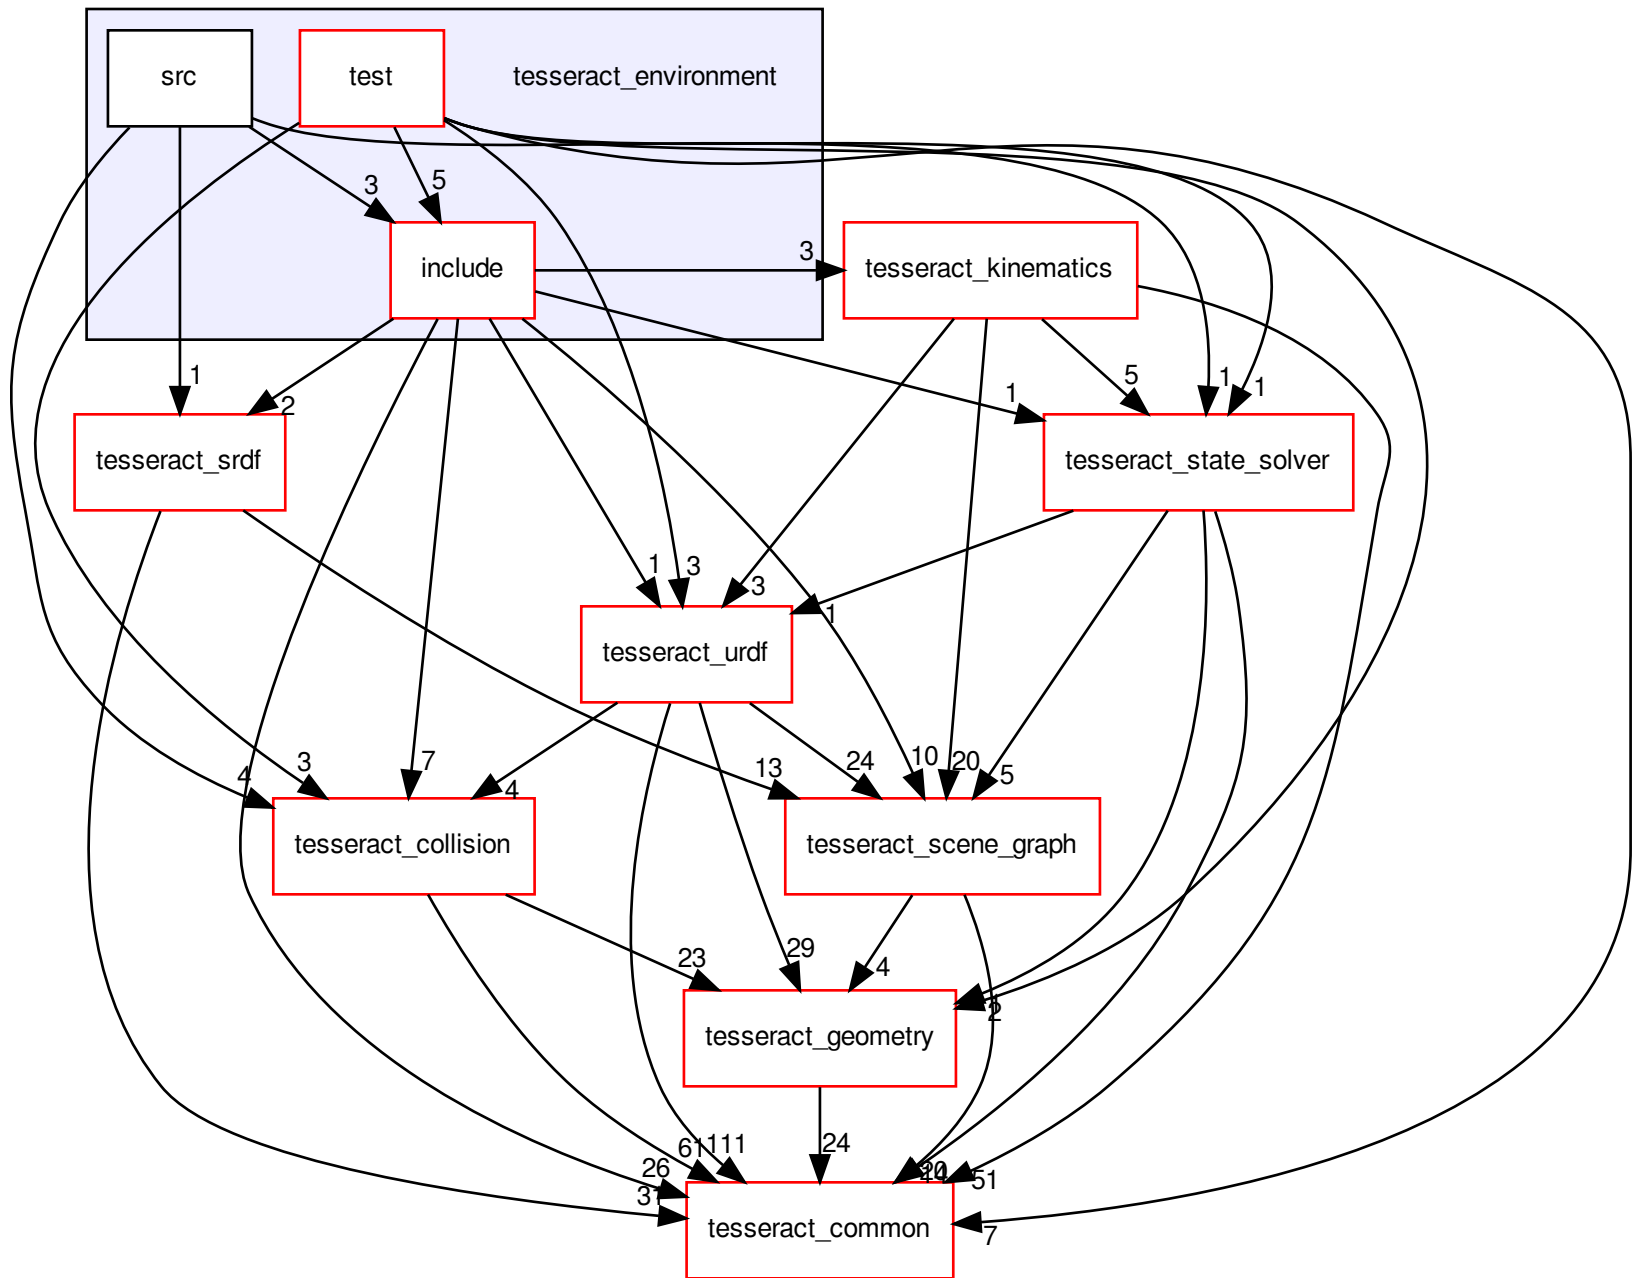 src
test
tesseract_environment
3
5
include
3
tesseract_kinematics
1
2
1
5
1
1
tesseract_srdf
tesseract_state_solver
1
3
3
1
tesseract_urdf
4
3
7
4
13
24
10
20
5
tesseract_collision
tesseract_scene_graph
23
29
4
2
tesseract_geometry
31
26
61
111
24
51
7
tesseract_common